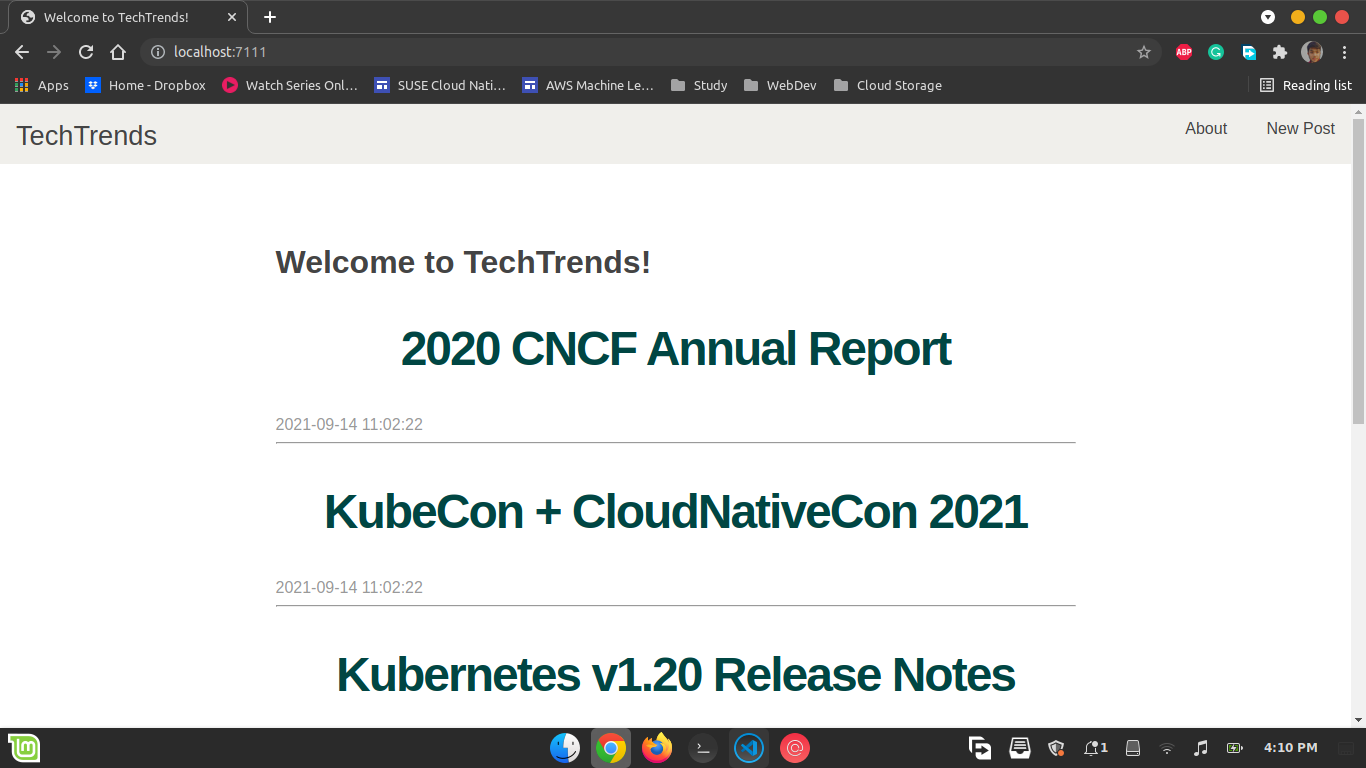 Welcome to TechTrends!
localhost:7111
ABP
Apps Home - Dropbox Watch Series Onl... SUSE Cloud Nati... AWS Machine Le... Study WebDev Cloud Storage Reading list
TechTrends About New Post
Welcome to TechTrends!
2020 CNCF Annual Report
2021-09-14 11:02:22
KubeCon + CloudNativeCon 2021
2021-09-14 11:02:22
Kubernetes v1.20 Release Notes
1 4:10 PM